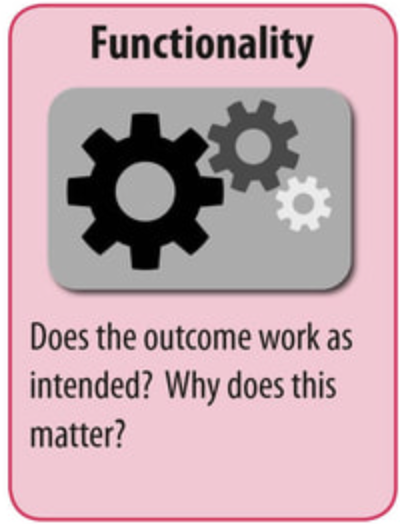 Functionality
Does the outcome work as
intended? Why does this
matter?